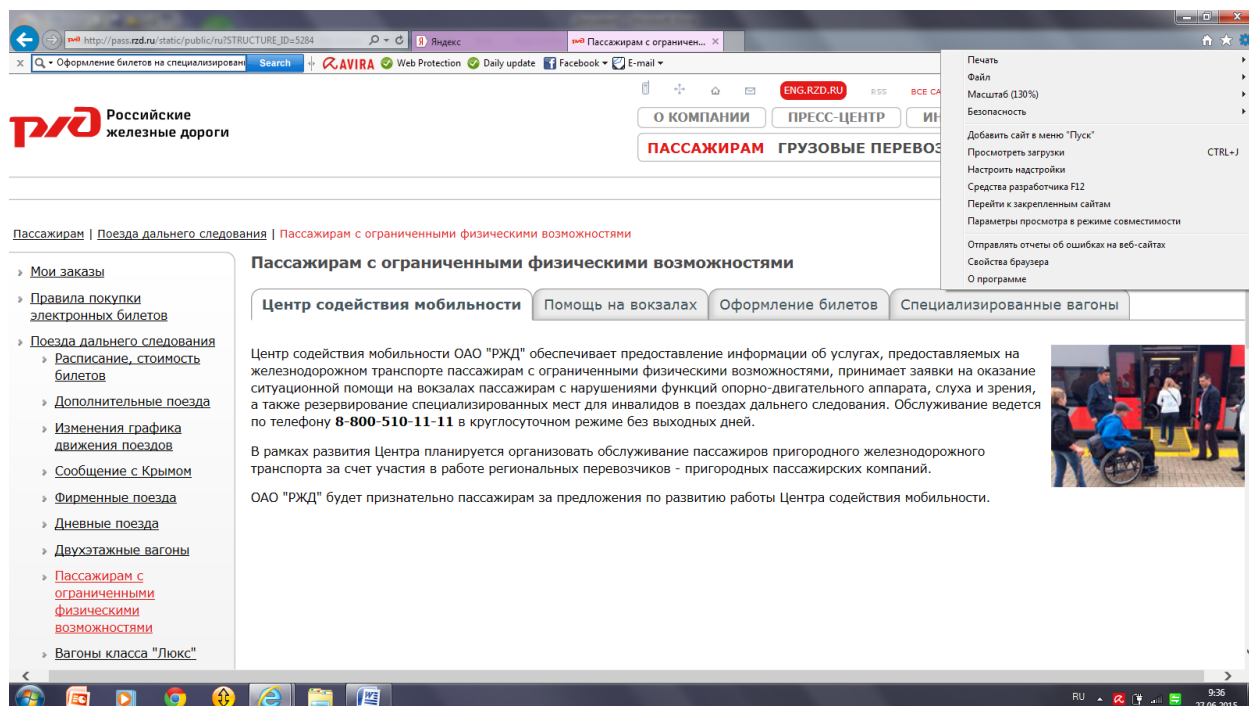 http://pass.rzd.ru/static/public/ru?STRUCTURE_ID=5284
Яндекс
Пассажирам с ограничен...
Оформление билетов на специализирован
Search
AVIRA
Web Protection
Daily update
Facebook
E-mail
Печать
Файл
Масштаб (130%)
Безопасность
Добавить сайт в меню "Пуск"
Просмотреть загрузки CTRL+J
Настроить надстройки
Средства разработчика F12
Перейти к закрепленным сайтам
Параметры просмотра в режиме совместимости
Отправлять отчеты об ошибках на веб-сайтах
Свойства браузера
О программе
Российские
железные дороги
ENG.RZD.RU RSS ВСЕ СА
О КОМПАНИИ ПРЕСС-ЦЕНТР ИН
ПАССАЖИРАМ ГРУЗОВЫЕ ПЕРЕВОЗ
Пассажирам | Поезда дальнего следования | Пассажирам с ограниченными физическими возможностями
Мои заказы
Правила покупки
электронных билетов
Поезда дальнего следования
Расписание, стоимость
билетов
Дополнительные поезда
Изменения графика
движения поездов
Сообщение с Крымом
Фирменные поезда
Дневные поезда
Двухэтажные вагоны
Пассажирам с
ограниченными
физическими
возможностями
Вагоны класса "Люкс"
Пассажирам с ограниченными физическими возможностями
Центр содействия мобильности
Помощь на вокзалах
Оформление билетов
Специализированные вагоны
Центр содействия мобильности ОАО "РЖД" обеспечивает предоставление информации об услугах, предоставляемых на
железнодорожном транспорте пассажирам с ограниченными физическими возможностями, принимает заявки на оказание
ситуационной помощи на вокзалах пассажирам с нарушениями функций опорно-двигательного аппарата, слуха и зрения,
а также резервирование специализированных мест для инвалидов в поездах дальнего следования. Обслуживание ведется
по телефону 8-800-510-11-11 в круглосуточном режиме без выходных дней.
В рамках развития Центра планируется организовать обслуживание пассажиров пригородного железнодорожного
транспорта за счет участия в работе региональных перевозчиков - пригородных пассажирских компаний.
ОАО "РЖД" будет признательно пассажирам за предложения по развитию работы Центра содействия мобильности.
RU
9:36
27.06.2015